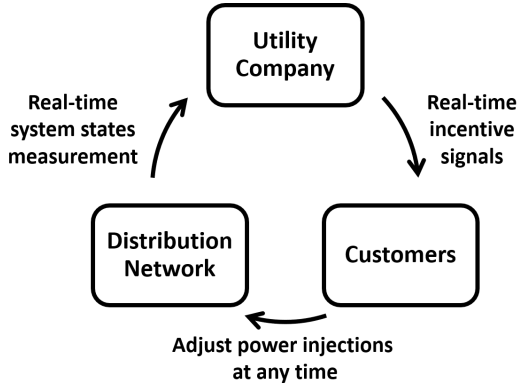 Utility
Company
Real-time
system states
measurement
Real-time
incentive
signals
Distribution
Network
Customers
Adjust power injections
at any time